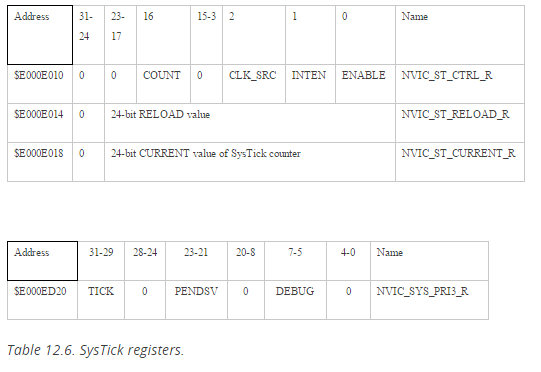 Address 31-24 23-17 16 15-3 2 1 0 Name
$E000E010 0 0 COUNT 0 CLK_SRC INTEN ENABLE NVIC_ST_CTRL_R
$E000E014 0 24-bit RELOAD value NVIC_ST_RELOAD_R
$E000E018 0 24-bit CURRENT value of SysTick counter NVIC_ST_CURRENT_R
Address 31-29 28-24 23-21 20-8 7-5 4-0 Name
$E000ED20 TICK 0 PENDSV 0 DEBUG 0 NVIC_SYS_PRI3_R
Table 12.6. SysTick registers.